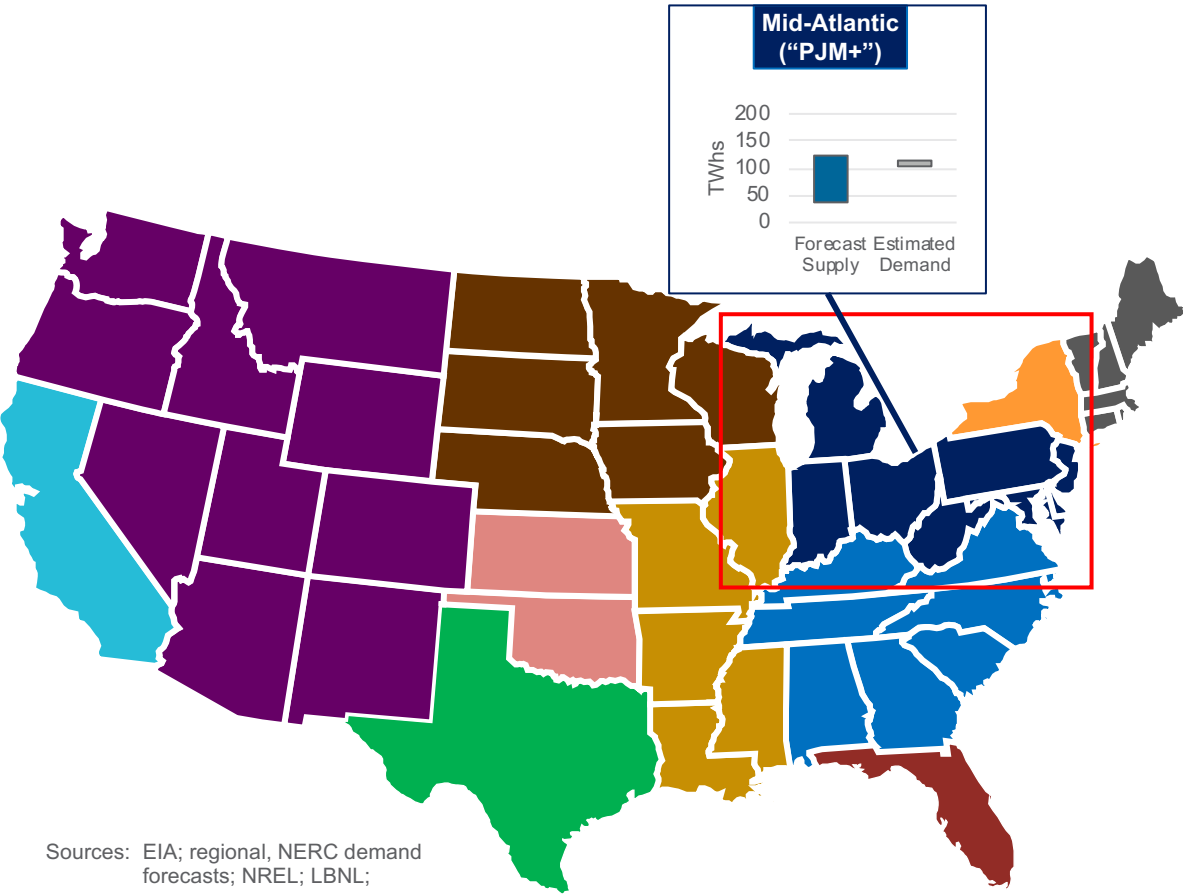 Mid-Atlantic
(“PJM+”)
200
150
100
50
0
TWhs
Forecast Supply
Estimated Demand
Sources: EIA; regional, NERC demand
forecasts; NREL; LBNL;